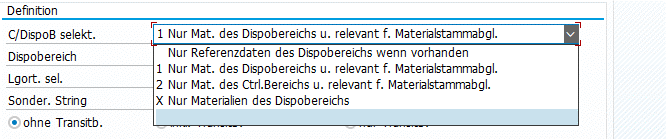 Definition
C/DispoB selekt. 1 Nur Mat. des Dispobereichs u. relevant f. Materialstammabgl.
Nur Referenzdaten des Dispobereichs wenn vorhanden
Dispobereich 1 Nur Mat. des Dispobereichs u. relevant f. Materialstammabgl.
Lgort. sel. 2 Nur Mat. des Ctrl.Bereichs u. relevant f. Materialstammabgl.
Sonder. String X Nur Materialien des Dispobereichs
ohne Transitb.